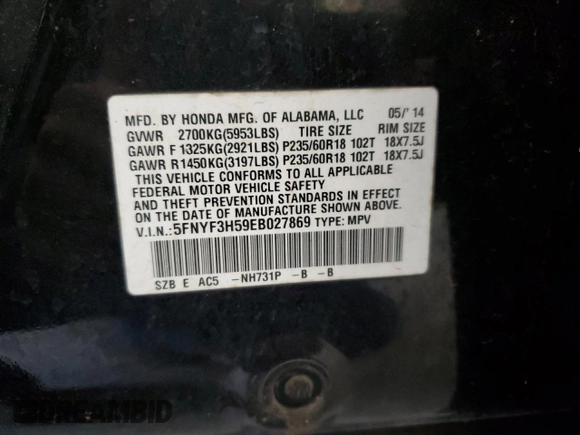 MFD. BY HONDA MFG. OF ALABAMA, LLC 05/'14
GVWR 2700KG(5953LBS) TIRE SIZE RIM SIZE
GAWR F 1325KG(2921LBS) P235/60R18 102T 18X7.5J
GAWR R1450KG(3197LBS) P235/60R18 102T 18X7.5J
THIS VEHICLE CONFORMS TO ALL APPLICABLE
FEDERAL MOTOR VEHICLE SAFETY
AND THEFT PREVENTION STANDARDS IN EFFECT
ON THE DATE OF MANUFACTURE SHOWN ABOVE.
V.I.N.:5FNYF3H59EB027869 TYPE: MPV
SZB E AC5 -NH731P -B -B
DREAMBID